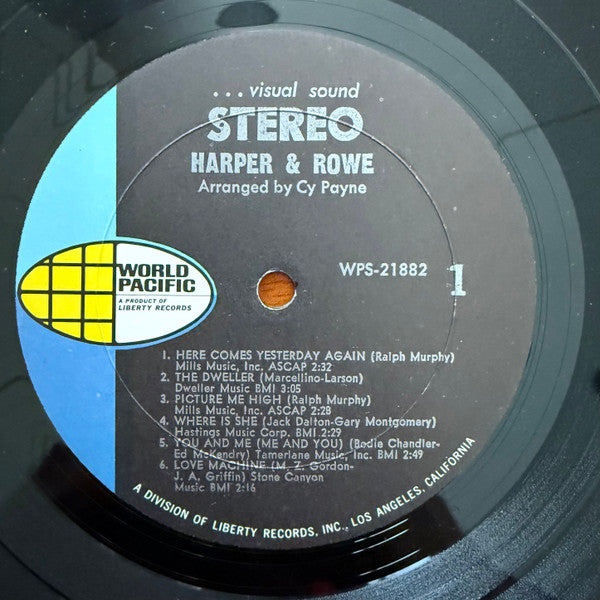 ...visual sound
STEREO
HARPER & ROWE
Arranged by Cy Payne
WORLD
PACIFIC
A PRODUCT OF
LIBERTY RECORDS
WPS-21882
1
1. HERE COMES YESTERDAY AGAIN (Ralph Murphy)
Mills Music, Inc. ASCAP 2:32
2. THE DWELLER (Marcellino-Larson)
Dweller Music BMI 3:05
3. PICTURE ME HIGH (Ralph Murphy)
Mills Music, Inc. ASCAP 2:28
4. WHERE IS SHE (Jack Dalton-Gary Montgomery)
Hastings Music Corp. BMI 2:29
5. YOU AND ME (ME AND YOU) (Bodie Chandler-
Ed McKendry) Tamerlane Music, Inc. BMI 2:49
6. LOVE MACHINE (M. Z. Gordon-
J. A. Griffin) Stone Canyon
Music BMI 2:16
A DIVISION OF LIBERTY RECORDS, INC., LOS ANGELES, CALIFORNIA